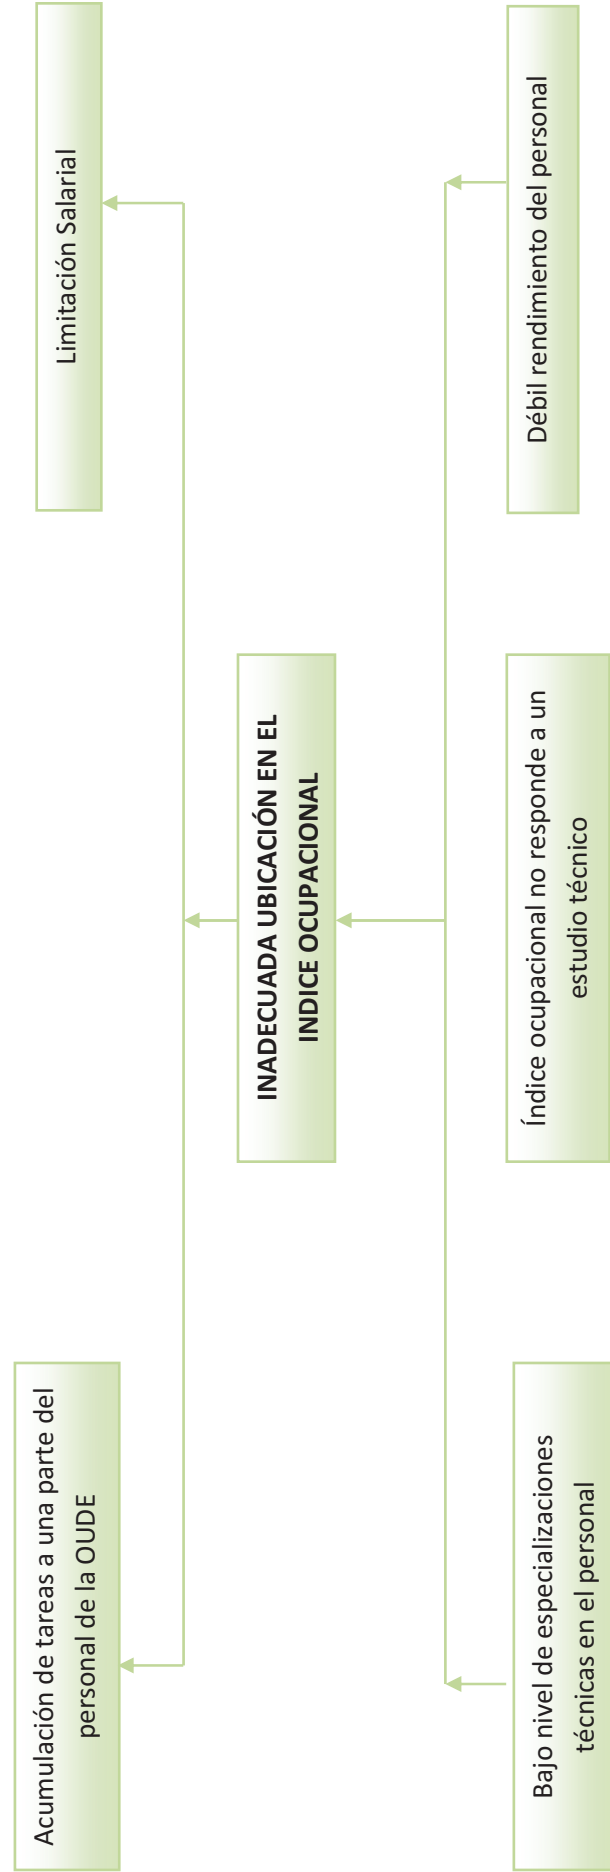 Acumulación de tareas a una parte del
personal de la OUDE
Limitación Salarial
INADECUADA UBICACIÓN EN EL
INDICE OCUPACIONAL
Bajo nivel de especializaciones
técnicas en el personal
Índice ocupacional no responde a un
estudio técnico
Débil rendimiento del personal